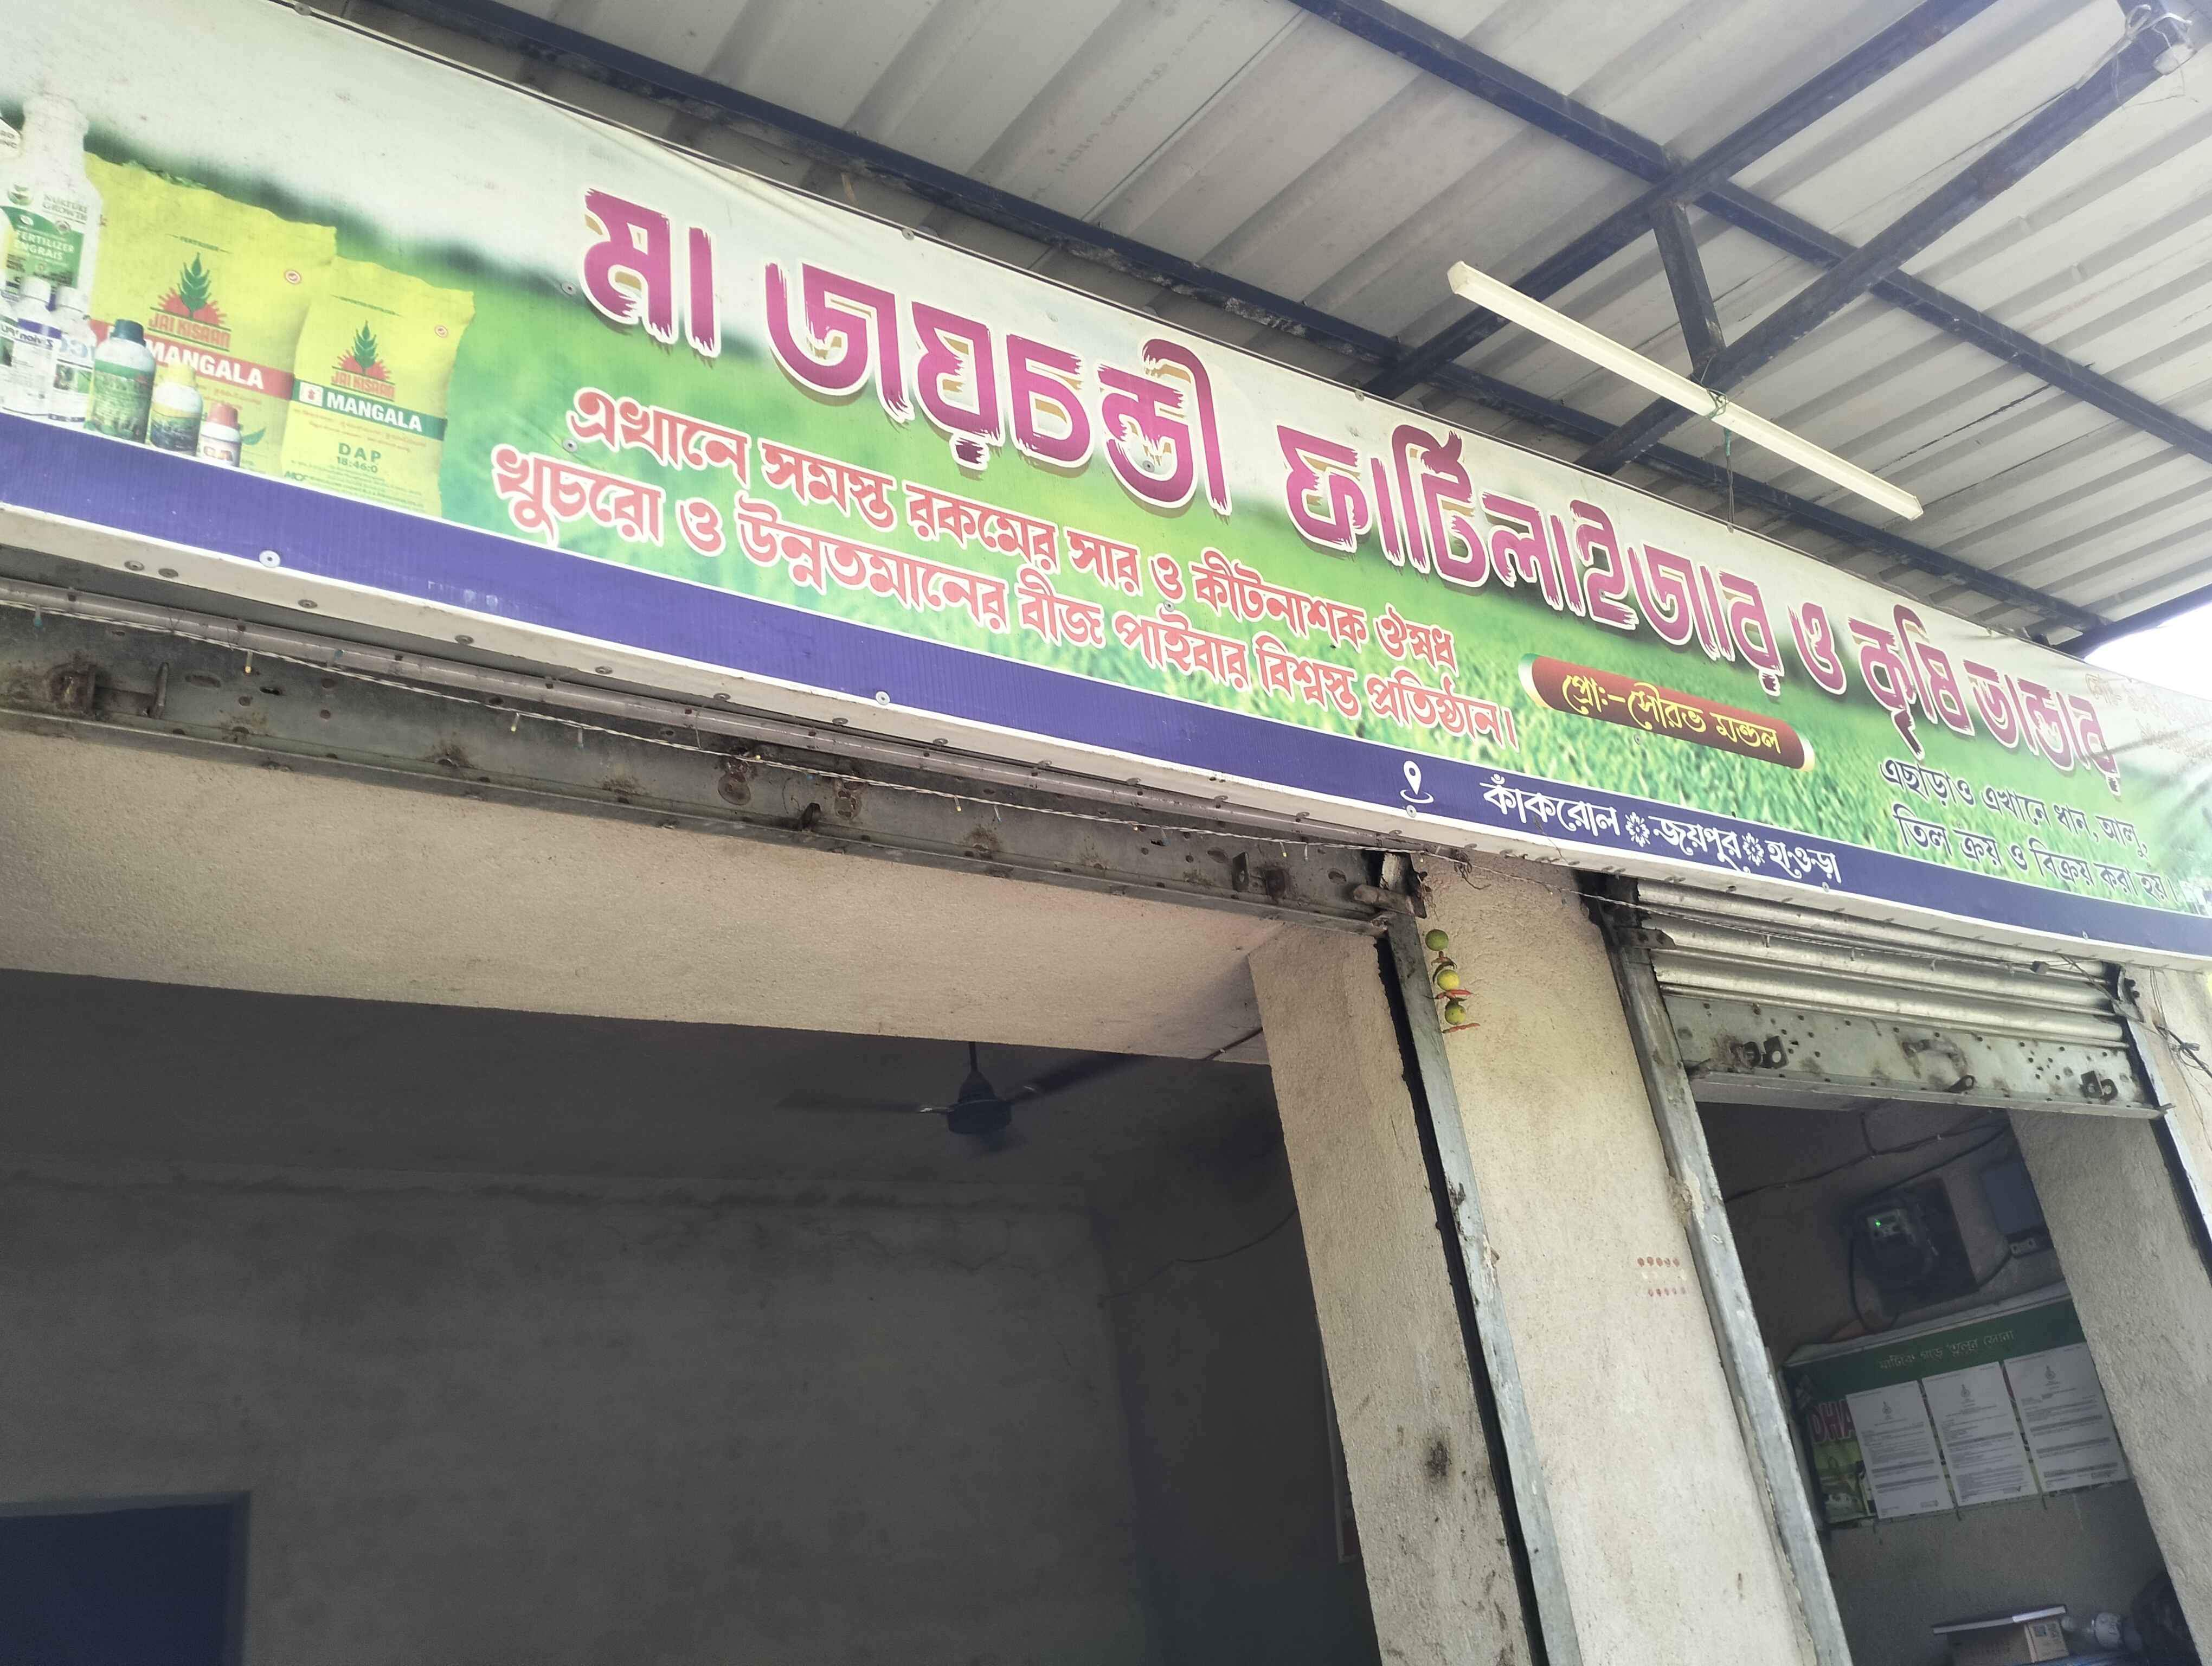 মা জয়চন্ডী ফার্টিলাইজার ও কৃষি ভান্ডার
এখানে সমস্ত রকমের সার ও কীটনাশক ঔষধ
খুচরো ও উন্নতমানের বীজ পাইবার বিশ্বস্ত প্রতিষ্ঠান।
প্রোঃ-সৌরভ মন্ডল
এছাড়াও এখানে ধান, আলু,
তিল ক্রয় ও বিক্রয় করা হয়।
কাঁকরোল জয়পুর হাওড়া
NURTURE
GROWTH
FERTILIZER
ENGRAIS
JAI KISAAN
MANGALA
JAI KISAAN
MANGALA
DAP
18:46:0